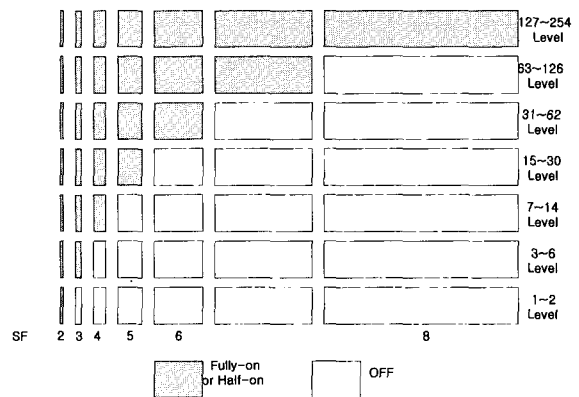 127~254
Level
63~126
Level
31~62
Level
15~30
Level
7~14
Level
3~6
Level
1~2
Level
SF 2 3 4 5 6 8
Fully-on
or Half-on
OFF